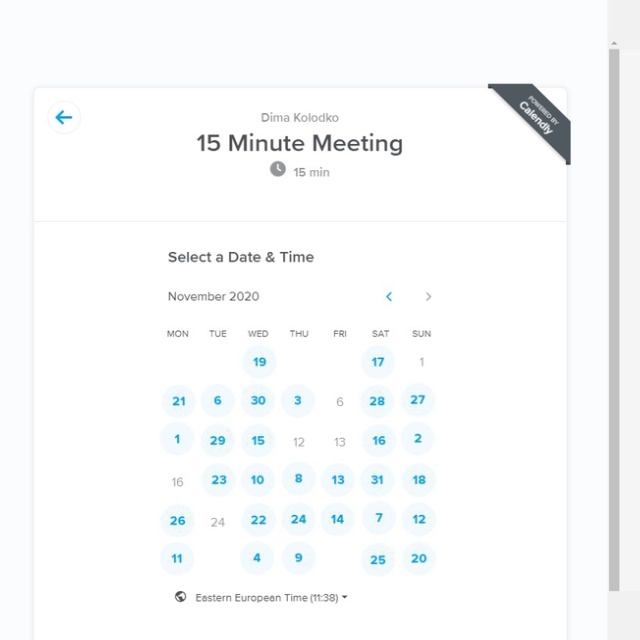 POWERED BY
Calendly
Dima Kolodko
15 Minute Meeting
15 min
Select a Date & Time
November 2020
MON TUE WED THU FRI SAT SUN
19 17 1
21 6 30 3 6 28 27
1 29 15 12 13 16 2
16 23 10 8 13 31 18
26 24 22 24 14 7 12
11 4 9 25 20
Eastern European Time (11:38)